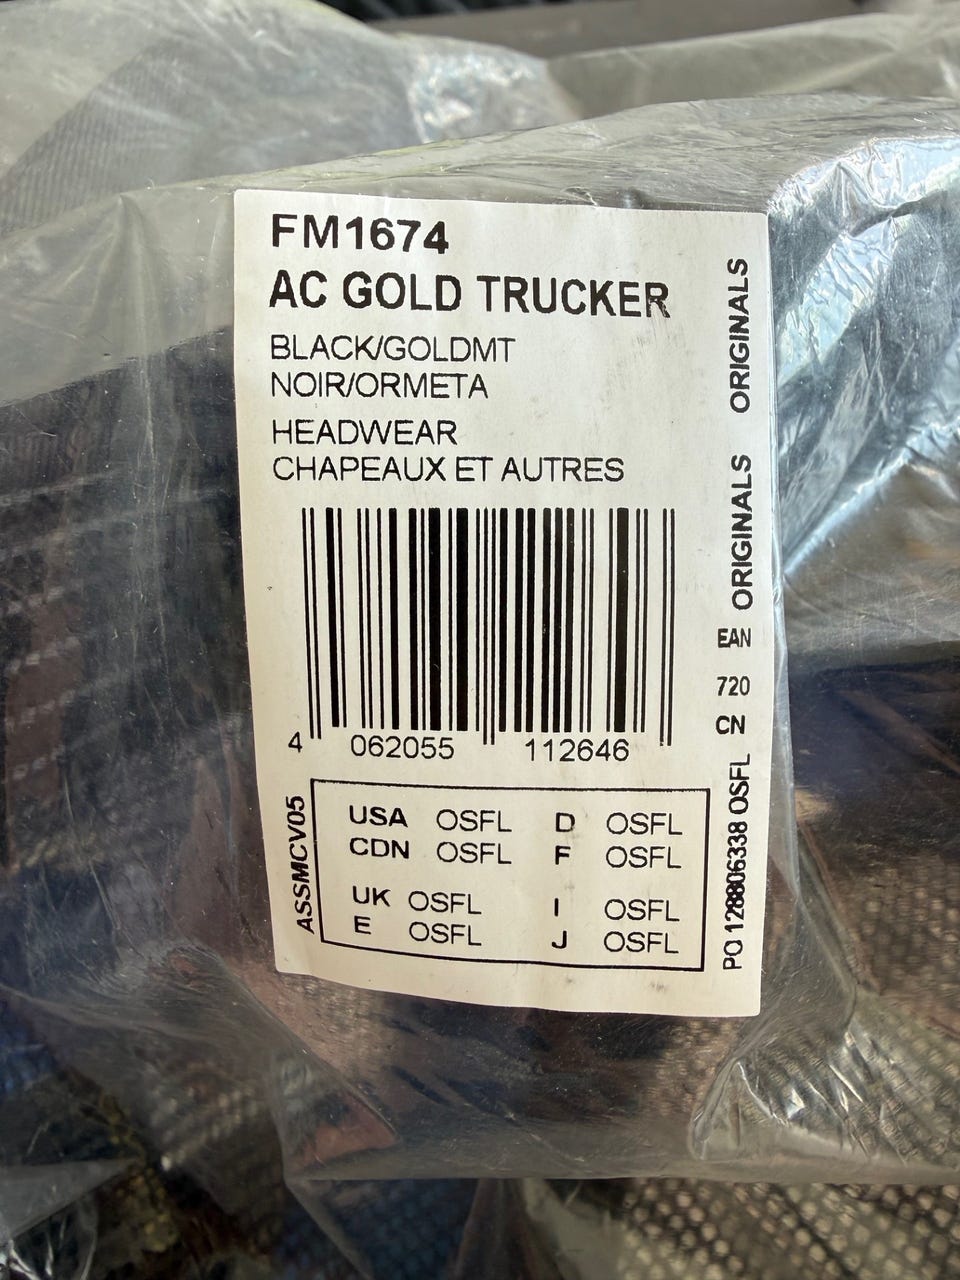 FM1674
AC GOLD TRUCKER
BLACK/GOLDMT
NOIR/ORMETA
HEADWEAR
CHAPEAUX ET AUTRES
4 062055 112646
ASSMCV05
USA OSFL D OSFL
CDN OSFL F OSFL
UK OSFL I OSFL
E OSFL J OSFL
PO 128806338 OSFL CN 720 EAN ORIGINALS ORIGINALS